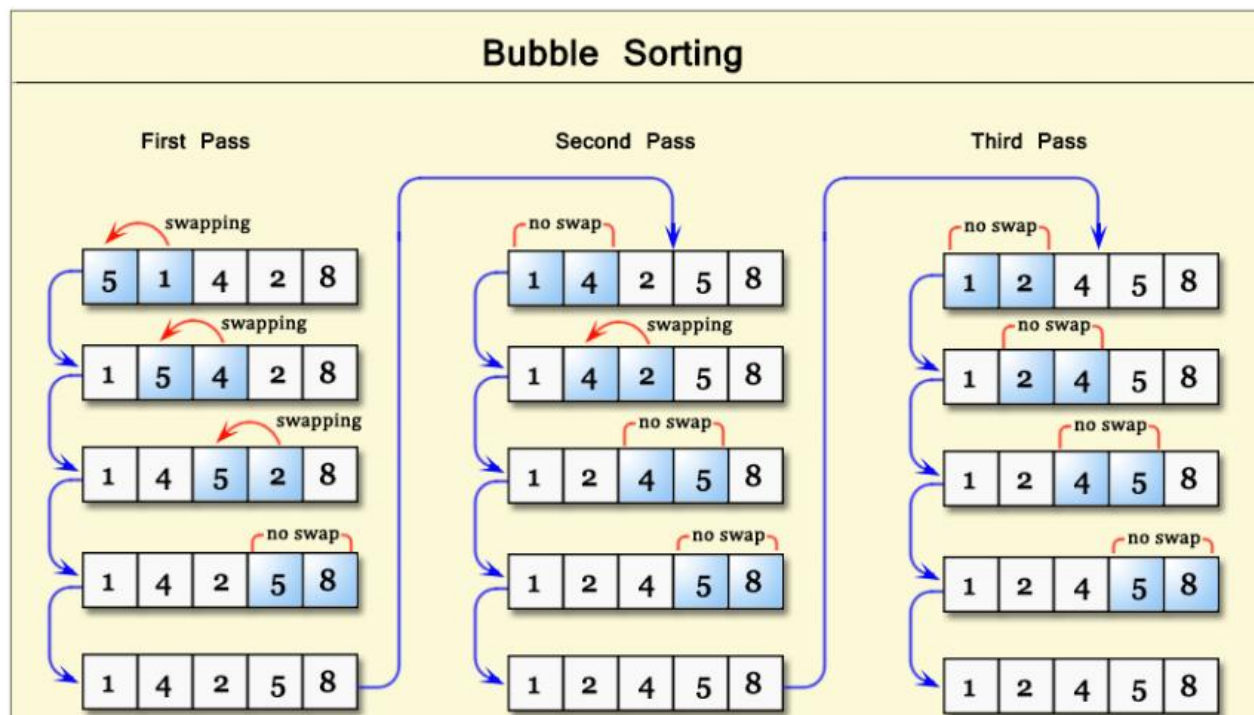 Bubble Sorting
First Pass
swapping
5 1 4 2 8
swapping
1 5 4 2 8
swapping
1 4 5 2 8
no swap
1 4 2 5 8
1 4 2 5 8
Second Pass
no swap
1 4 2 5 8
swapping
1 4 2 5 8
no swap
1 2 4 5 8
no swap
1 2 4 5 8
1 2 4 5 8
Third Pass
no swap
1 2 4 5 8
no swap
1 2 4 5 8
no swap
1 2 4 5 8
no swap
1 2 4 5 8
1 2 4 5 8